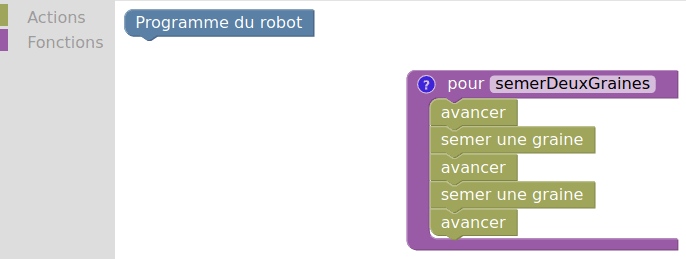 Actions
Fonctions
Programme du robot
? pour semerDeuxGraines
avancer
semer une graine
avancer
semer une graine
avancer